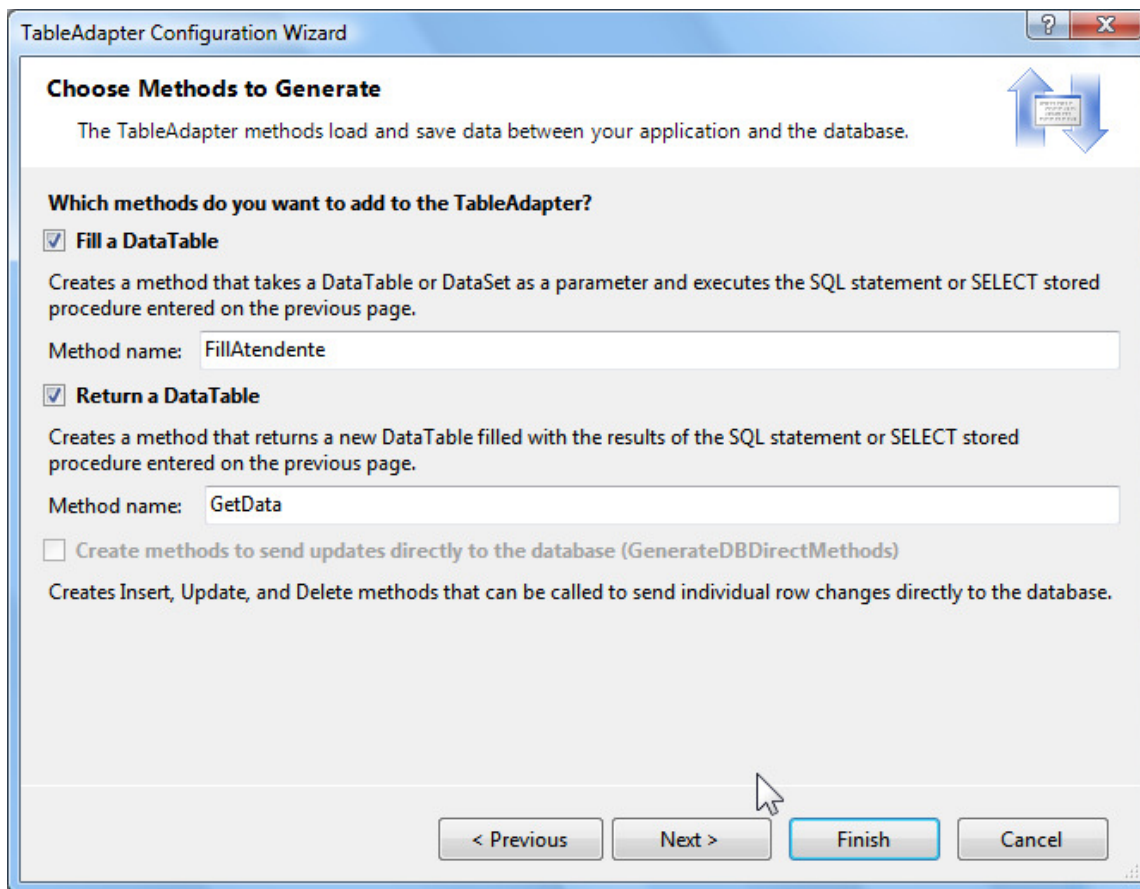 TableAdapter Configuration Wizard
Choose Methods to Generate
The TableAdapter methods load and save data between your application and the database.
Which methods do you want to add to the TableAdapter?
Fill a DataTable
Creates a method that takes a DataTable or DataSet as a parameter and executes the SQL statement or SELECT stored
procedure entered on the previous page.
Method name: FillAtendente
Return a DataTable
Creates a method that returns a new DataTable filled with the results of the SQL statement or SELECT stored
procedure entered on the previous page.
Method name: GetData
Create methods to send updates directly to the database (GenerateDBDirectMethods)
Creates Insert, Update, and Delete methods that can be called to send individual row changes directly to the database.
< Previous Next > Finish Cancel